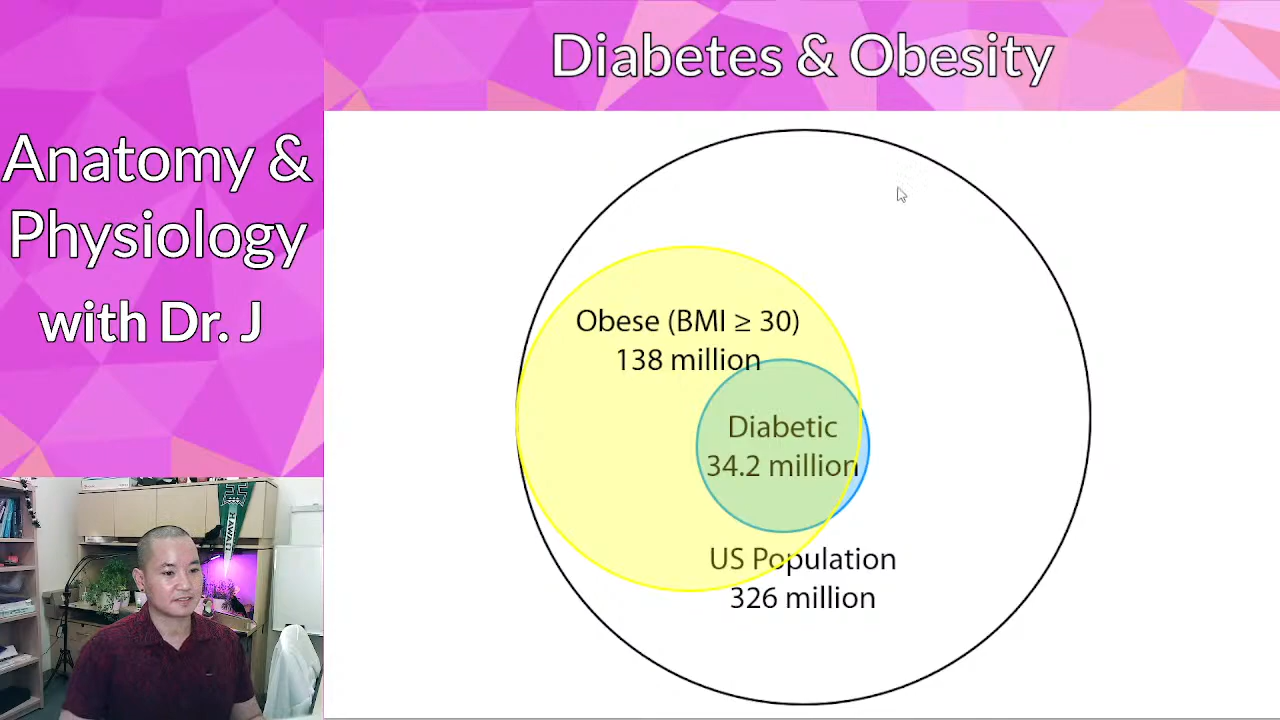 Diabetes & Obesity
Anatomy &
Physiology
with Dr. J
Obese (BMI ≥ 30)
138 million
Diabetic
34.2 million
US Population
326 million
HAWAI